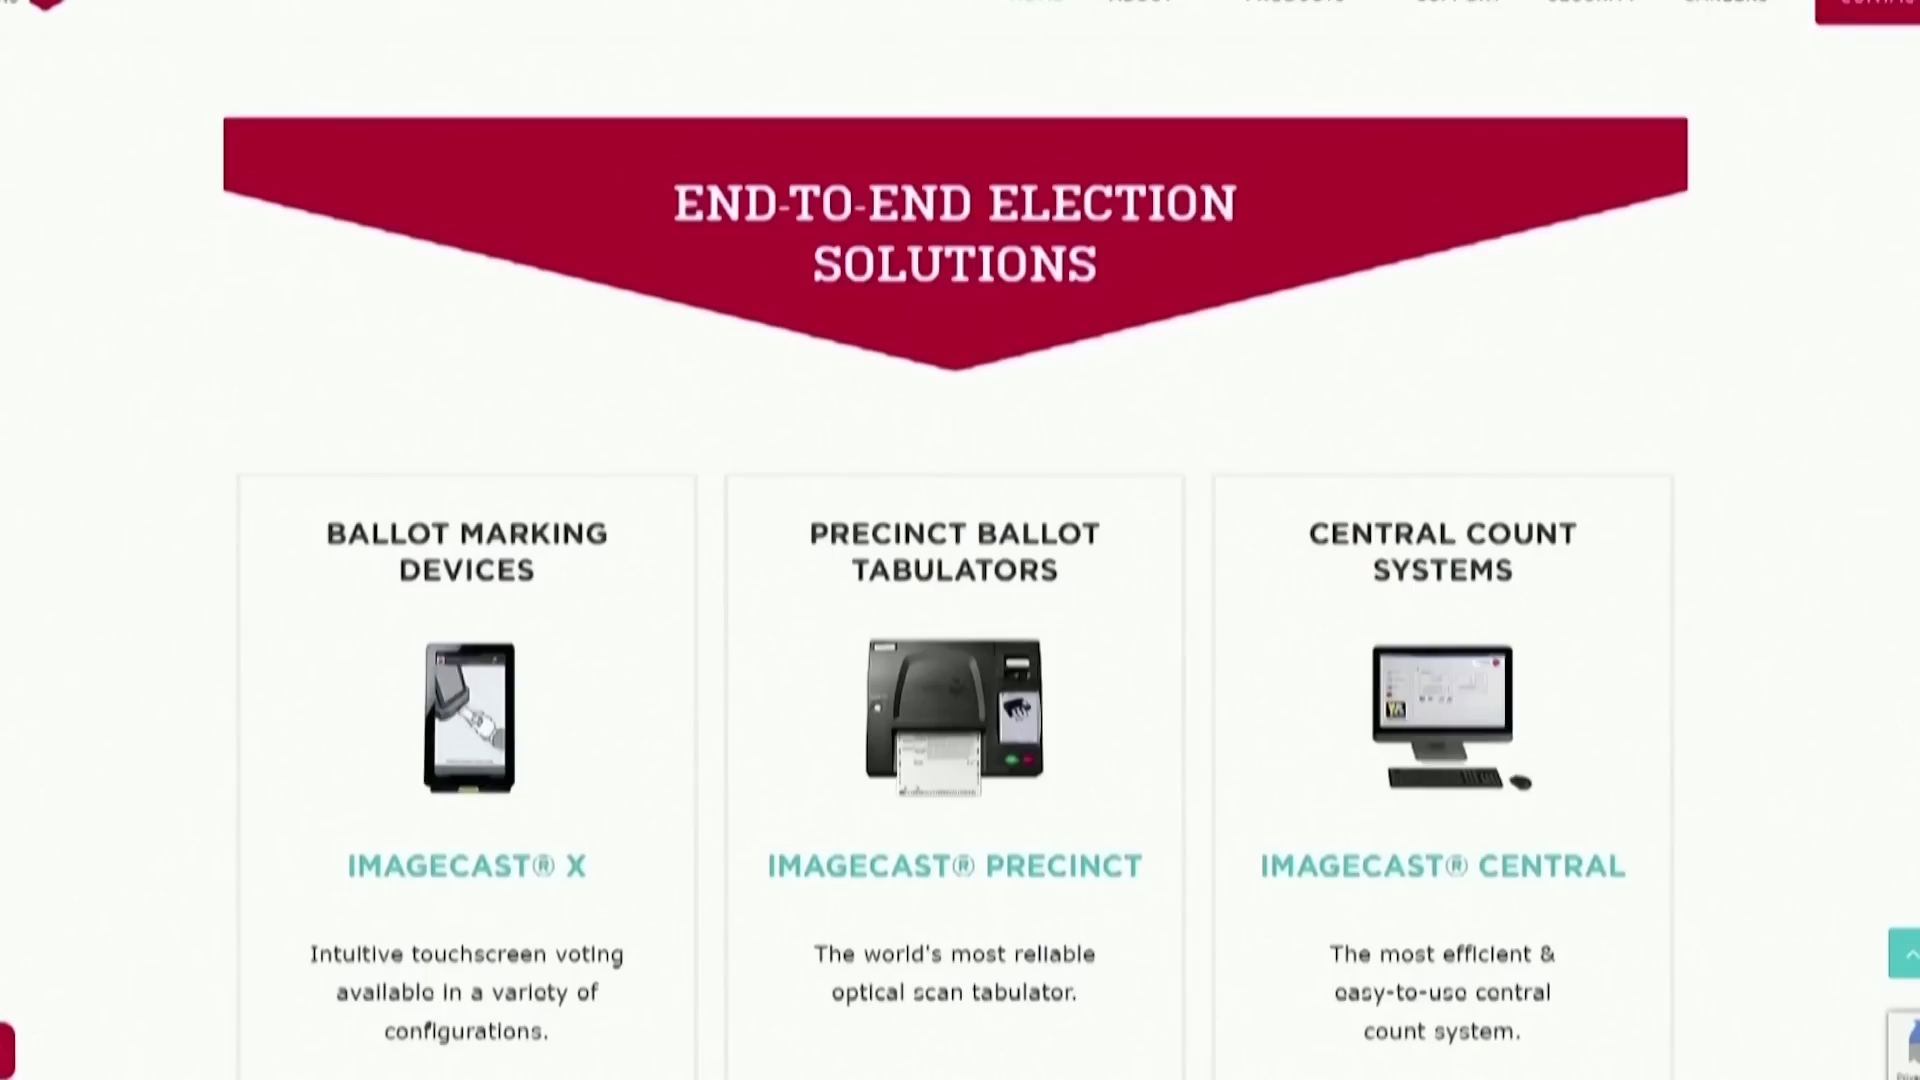 END-TO-END ELECTION
SOLUTIONS
BALLOT MARKING
DEVICES
PRECINCT BALLOT
TABULATORS
CENTRAL COUNT
SYSTEMS
IMAGECAST® X
IMAGECAST® PRECINCT
IMAGECAST® CENTRAL
Intuitive touchscreen voting
available in a variety of
configurations.
The world's most reliable
optical scan tabulator.
The most efficient &
easy-to-use central
count system.